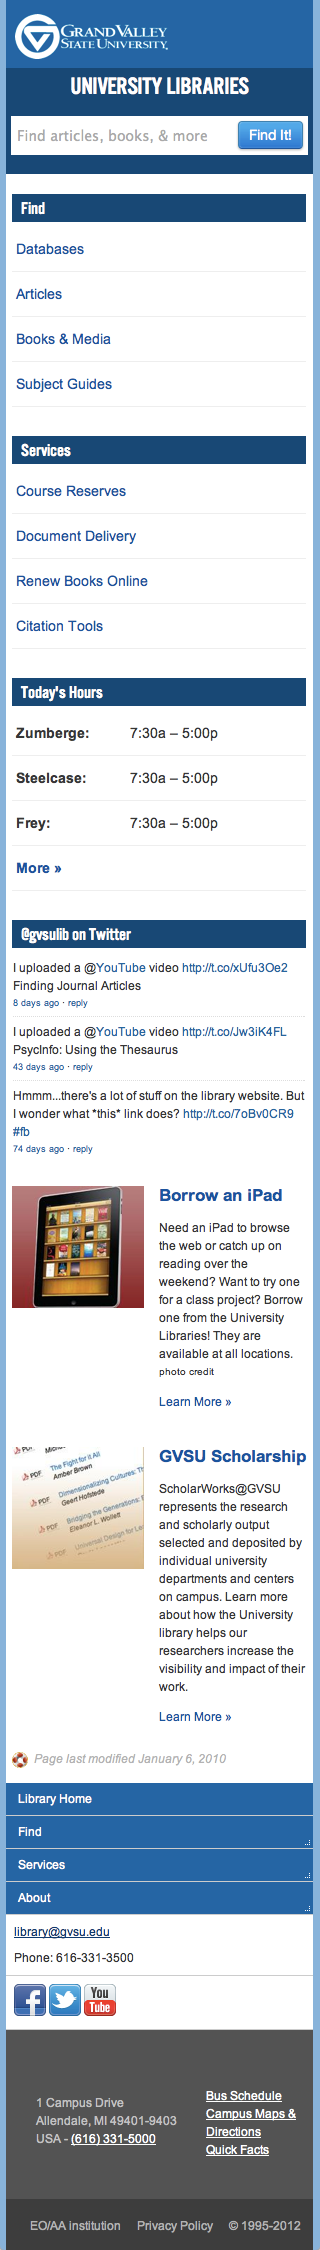 GRAND VALLEY
STATE UNIVERSITY.
UNIVERSITY LIBRARIES
Find articles, books, & more
Find It!
Find
Databases
Articles
Books & Media
Subject Guides
Services
Course Reserves
Document Delivery
Renew Books Online
Citation Tools
Today's Hours
Zumberge: 7:30a – 5:00p
Steelcase: 7:30a – 5:00p
Frey: 7:30a – 5:00p
More »
@gvsulib on Twitter
I uploaded a @YouTube video http://t.co/xUfu3Oe2
Finding Journal Articles
8 days ago · reply
I uploaded a @YouTube video http://t.co/Jw3iK4FL
PsycInfo: Using the Thesaurus
43 days ago · reply
Hmmm...there's a lot of stuff on the library website. But
I wonder what *this* link does? http://t.co/7oBv0CR9
#fb
74 days ago · reply
Borrow an iPad
Need an iPad to browse
the web or catch up on
reading over the
weekend? Want to try one
for a class project? Borrow
one from the University
Libraries! They are
available at all locations.
photo credit
Learn More »
PDF
The Fight for it All
Amber Brown
PDF
Dimensionalizing Cultures: Th
Geert Hofstede
PDF
Bridging the Generations: E
Eleanor L. Wollett
PDF
Universal Design for Lea
GVSU Scholarship
ScholarWorks@GVSU
represents the research
and scholarly output
selected and deposited by
individual university
departments and centers
on campus. Learn more
about how the University
library helps our
researchers increase the
visibility and impact of their
work.
Learn More »
Page last modified January 6, 2010
Library Home
Find
Services
About
library@gvsu.edu
Phone: 616-331-3500
You
Tube
1 Campus Drive
Allendale, MI 49401-9403
USA - (616) 331-5000
Bus Schedule
Campus Maps &
Directions
Quick Facts
EO/AA institution Privacy Policy © 1995-2012